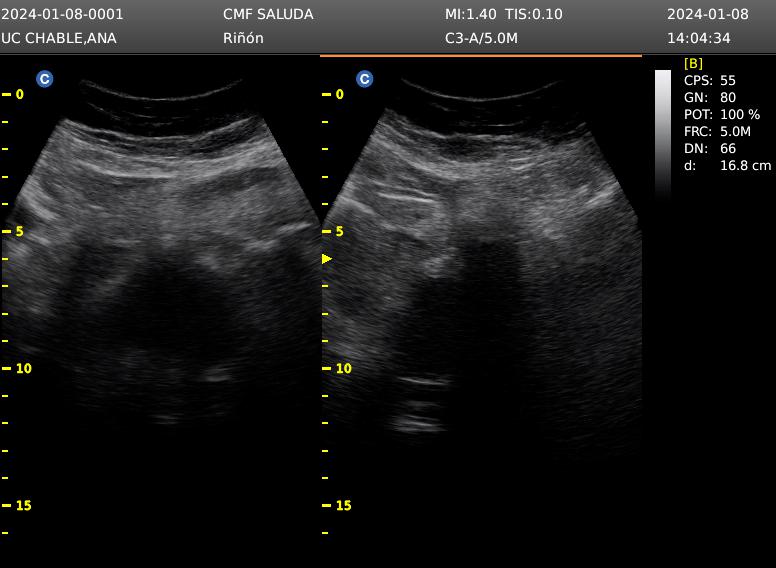 2024-01-08-0001 CMF SALUDA MI:1.40 TIS:0.10 2024-01-08
UC CHABLE,ANA Riñón C3-A/5.0M 14:04:34
C
0
5
10
15
C
0
5
10
15
[B]
CPS: 55
GN: 80
POT: 100 %
FRC: 5.0M
DN: 66
d: 16.8 cm